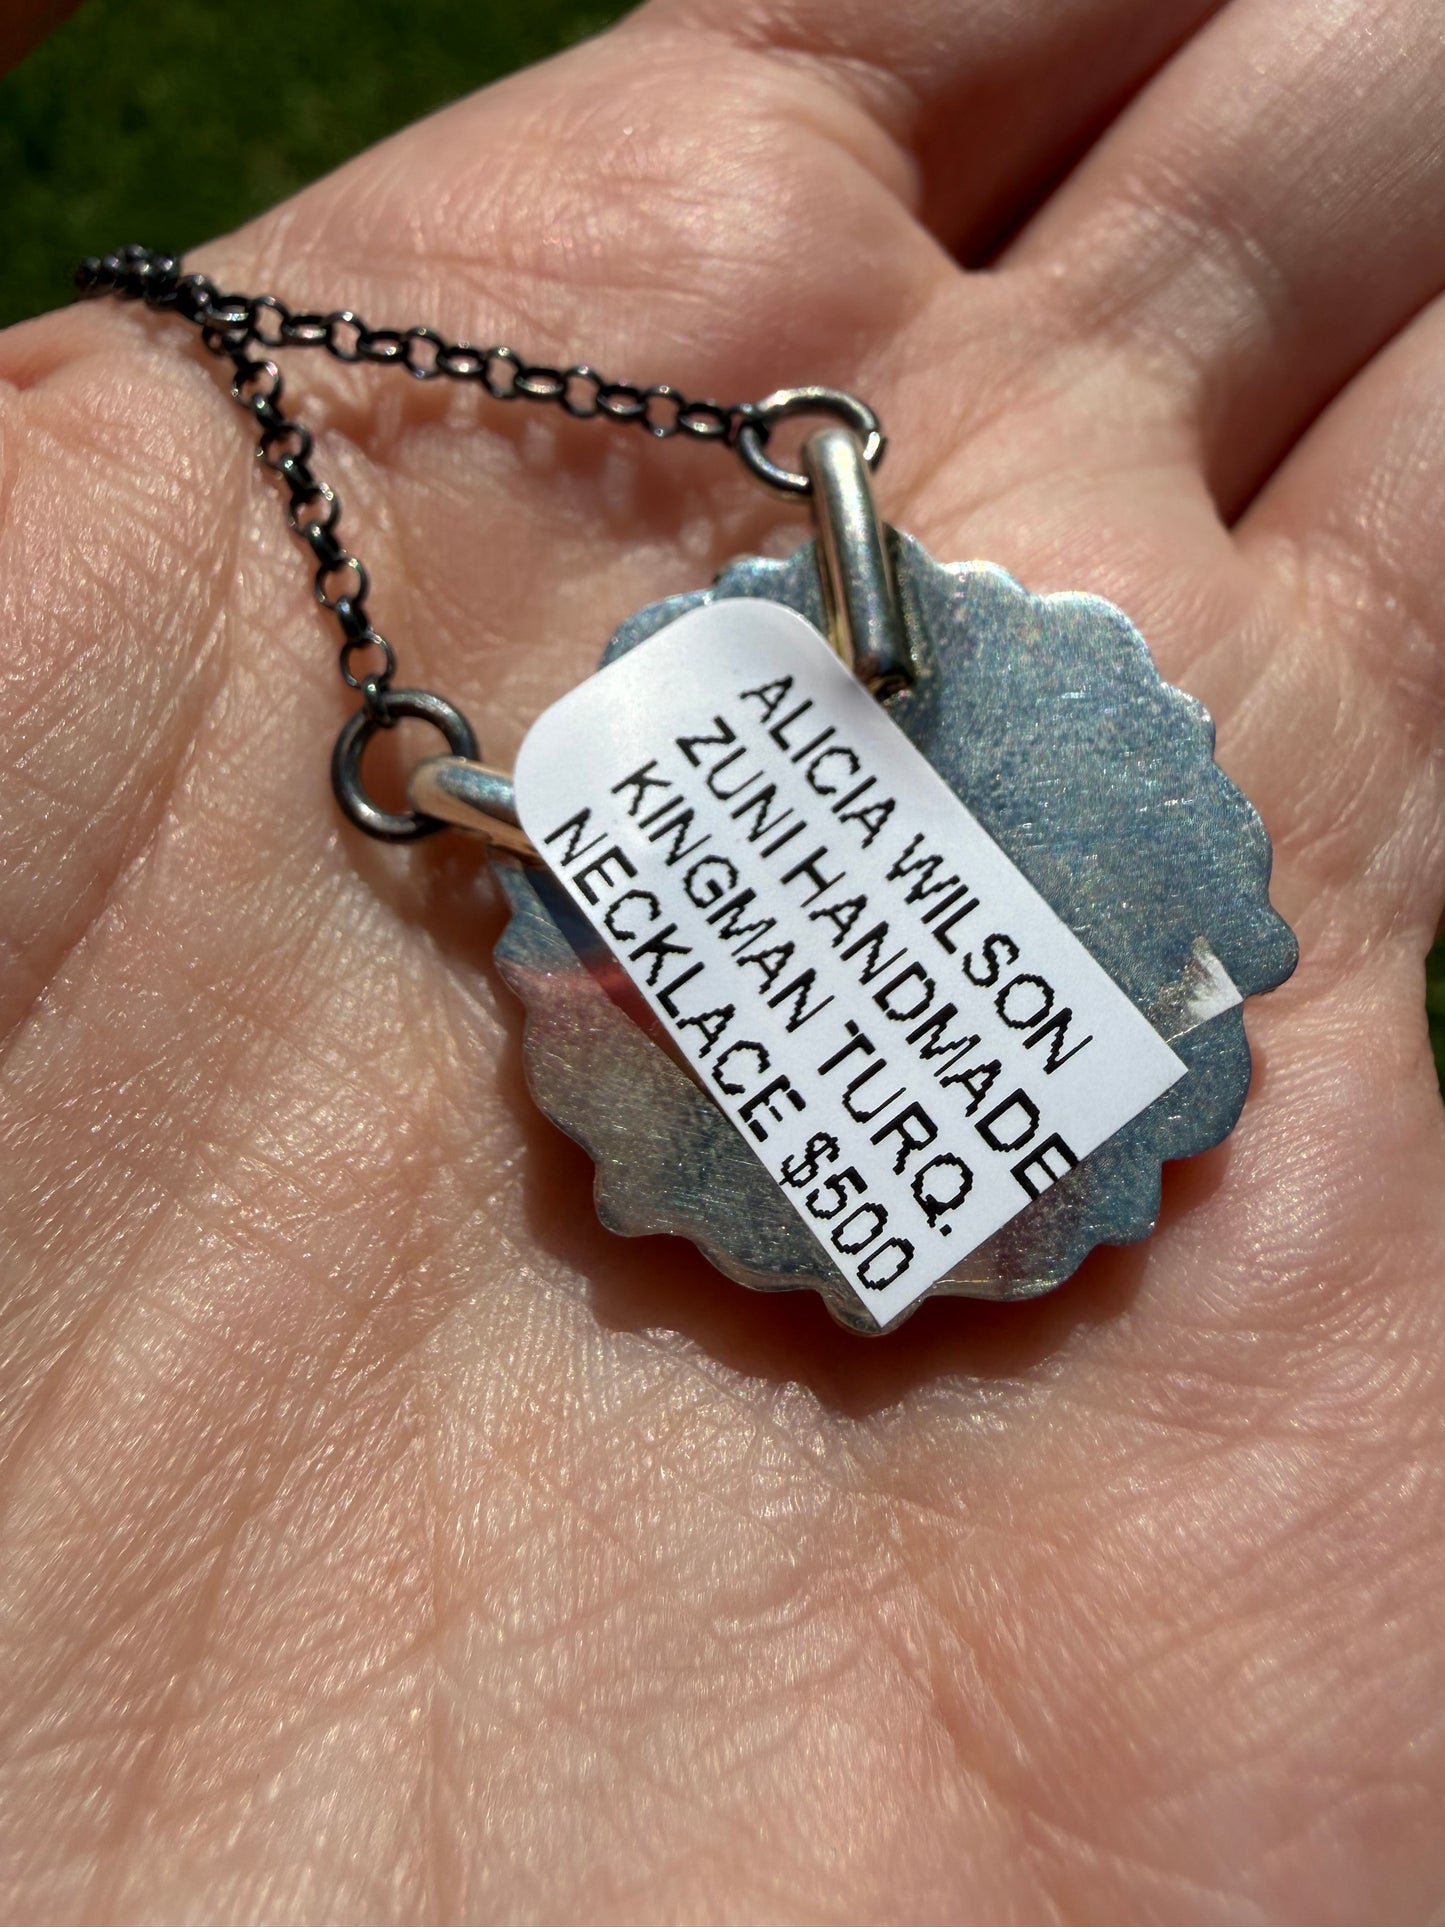 ALICIA WILSON
ZUNI HANDMADE
KINGMAN TURQ.
NECKLACE $500